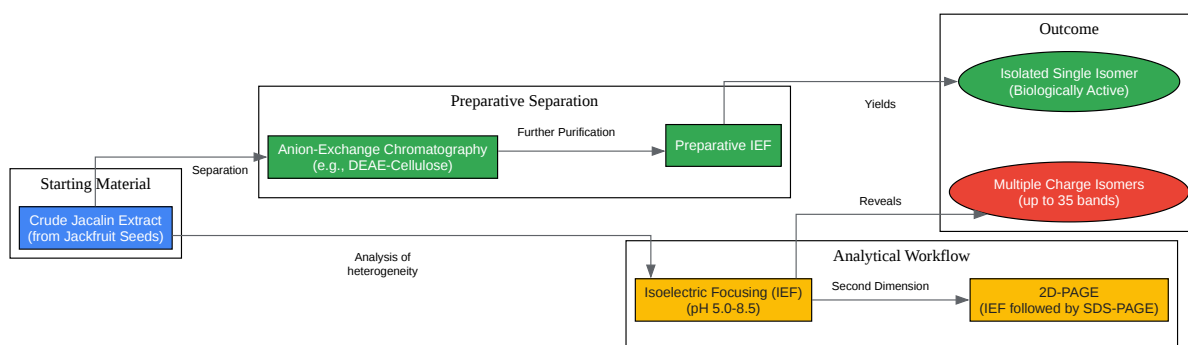 Outcome
Isolated Single Isomer
(Biologically Active)
Preparative Separation
Yields
Further Purification
Anion-Exchange Chromatography
(e.g., DEAE-Cellulose)
Preparative IEF
Separation
Starting Material
Multiple Charge Isomers
(up to 35 bands)
Reveals
Crude Jacalin Extract
(from Jackfruit Seeds)
Analysis of
heterogeneity
Analytical Workflow
Isoelectric Focusing (IEF)
(pH 5.0-8.5)
Second Dimension
2D-PAGE
(IEF followed by SDS-PAGE)